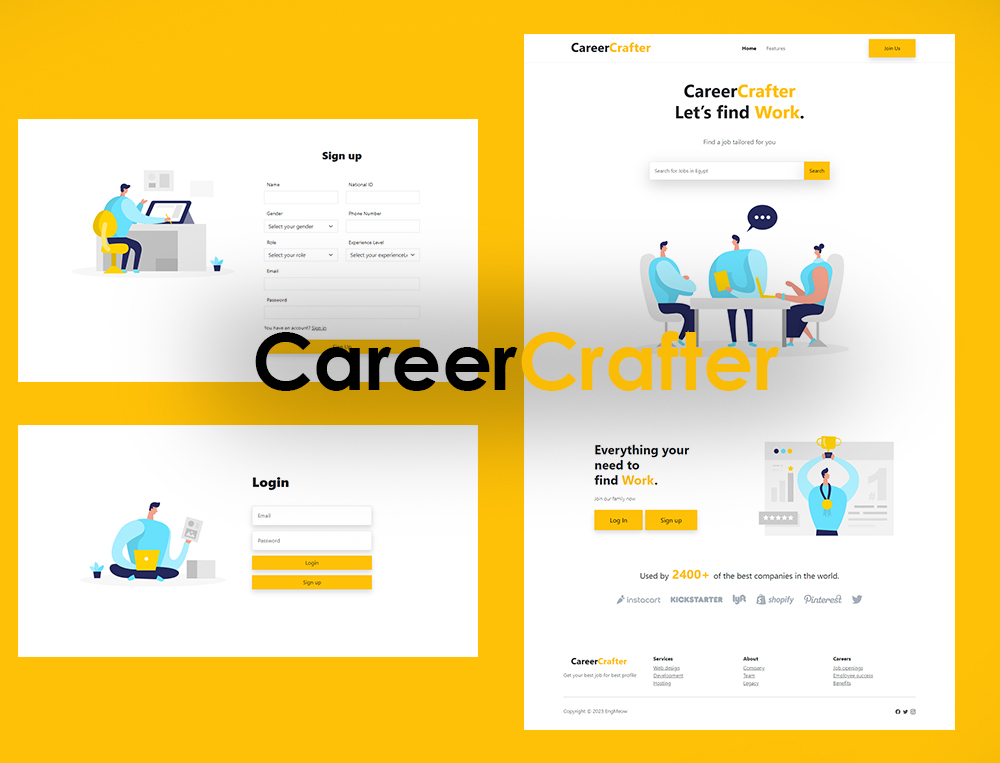 Sign up
Name
National ID
Gender
Phone Number
Select your gender
Role
Experience Level
Select your role
Select your experienceL
Email
Password
You have an account? Sign in
Sign Up
Login
Email
Password
Login
Sign up
CareerCrafter
CareerCrafter
Home
Features
Join Us
CareerCrafter
Let's find Work.
Find a job tailored for you
Search for Jobs in Egypt
Search
Everything your
need to
find Work.
Join our family now
Log In
Sign up
1
Used by 2400+ of the best companies in the world.
instacart
KICKSTARTER
lyft
shopify
Pinterest
CareerCrafter
Get your best job for best profile
Services
Web design
Development
Hosting
About
Company
Team
Legacy
Careers
Job openings
Employee success
Benefits
Copyright © 2023 EngMeow